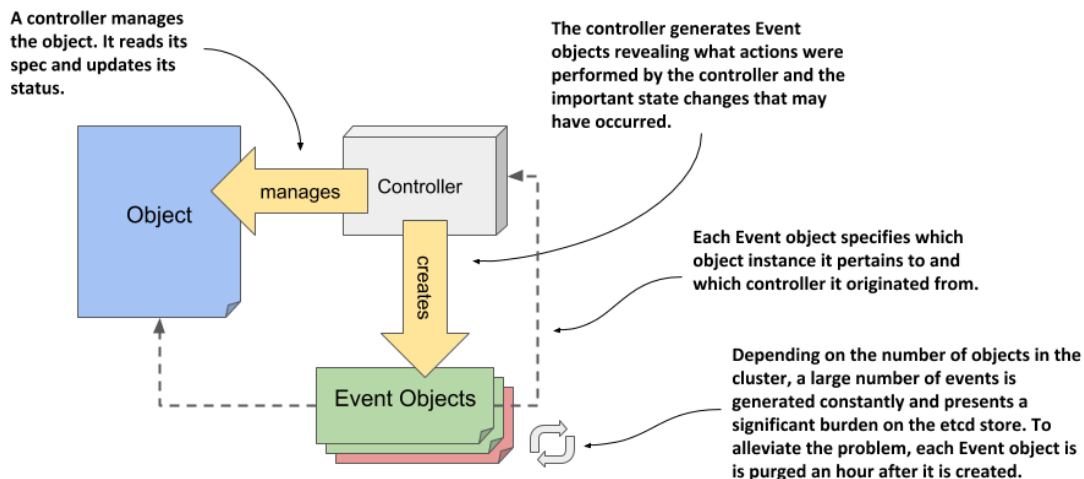 A controller manages
the object. It reads its
spec and updates its
status.
The controller generates Event
objects revealing what actions were
performed by the controller and the
important state changes that may
have occurred.
manages
Controller
Object
creates
Each Event object specifies which
object instance it pertains to and
which controller it originated from.
Event Objects
Depending on the number of objects in the
cluster, a large number of events is
generated constantly and presents a
significant burden on the etcd store. To
alleviate the problem, each Event object is
is purged an hour after it is created.